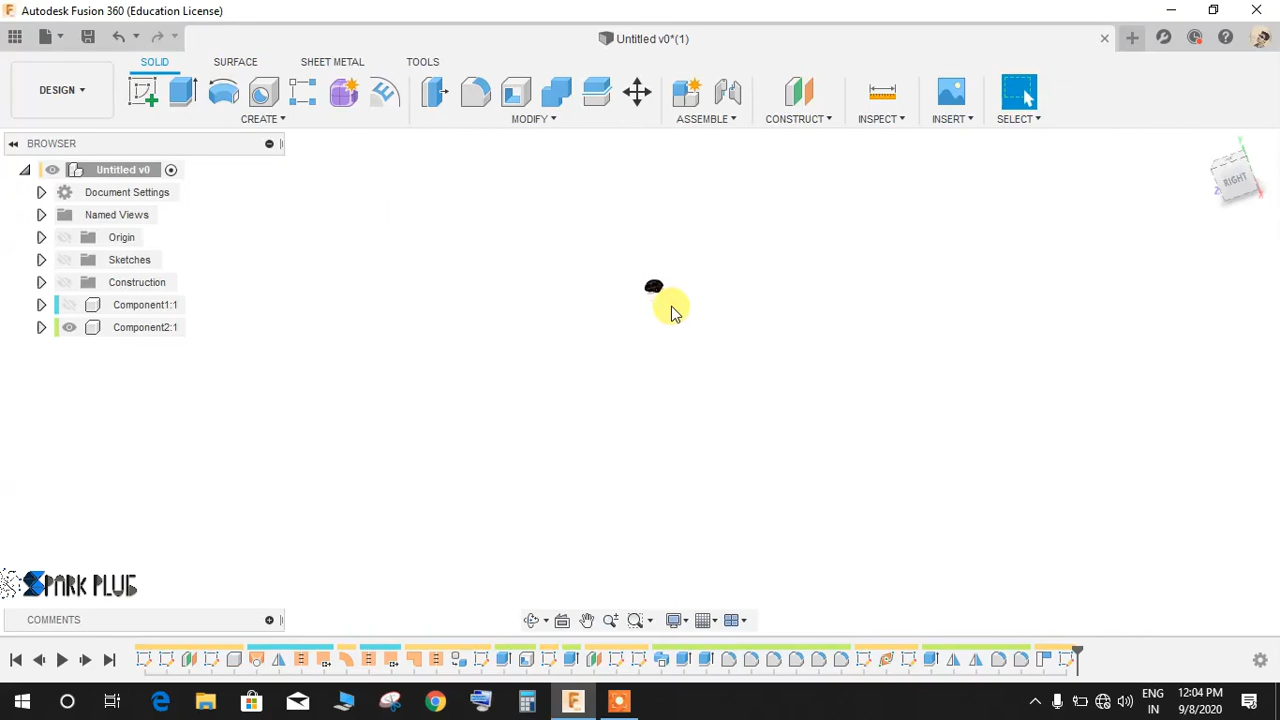 Autodesk Fusion 360 (Education License)
Untitled v0*(1)
SOLID SURFACE SHEET METAL TOOLS
DESIGN
CREATE MODIFY ASSEMBLE CONSTRUCT INSPECT INSERT SELECT
BROWSER
RIGHT
Untitled v0
Document Settings
Named Views
Origin
Sketches
Construction
Component1:1
Component2:1
SPARK PLUG
COMMENTS
ENG
IN
12:04 PM
9/8/2020